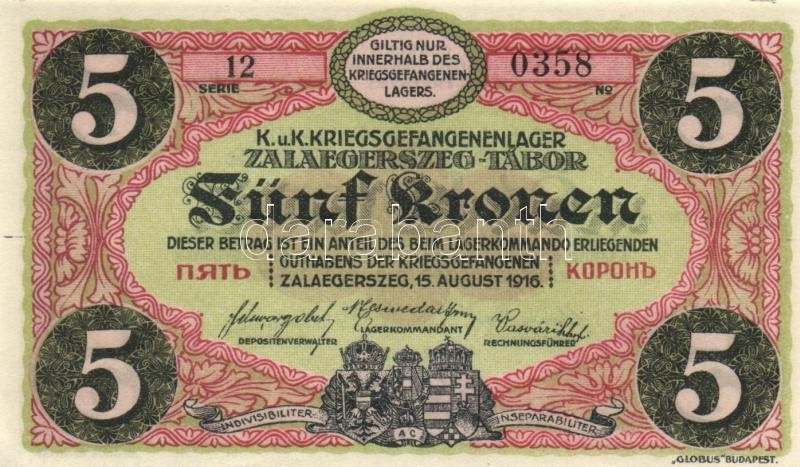 5
12
SERIE
GILTIG NUR
INNERHALB DES
KRIEGSGEFANGENEN-
LAGERS.
0358
No
5
K. u. K. KRIEGSGEFANGENENLAGER
ZALAEGERSZEG-TÁBOR
Fünf Kronen
darabanth
DIESER BETRAG IST EIN ANTEIL DES BEIM LAGERKOMMANDO ERLIEGENDEN
ПЯТЬ GUTHABENS DER KRIEGSGEFANGENEN КОРОНЪ
ZALAEGERSZEG, 15. AUGUST 1916.
DEPOSITENVERWALTER
LAGERKOMMANDANT
RECHNUNGSFÜHRER
5
INDIVISIBILITER AC INSEPARABILITER
5
„GLOBUS" BUDAPEST.